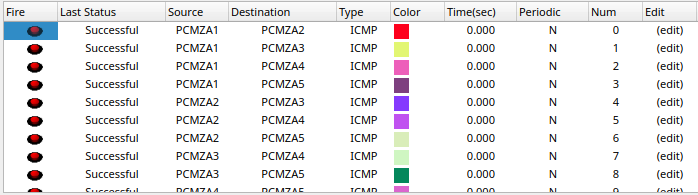 Fire Last Status Source Destination Type Color Time(sec) Periodic Num Edit
Successful PCMZA1 PCMZA2 ICMP 0.000 N 0 (edit)
Successful PCMZA1 PCMZA3 ICMP 0.000 N 1 (edit)
Successful PCMZA1 PCMZA4 ICMP 0.000 N 2 (edit)
Successful PCMZA1 PCMZA5 ICMP 0.000 N 3 (edit)
Successful PCMZA2 PCMZA3 ICMP 0.000 N 4 (edit)
Successful PCMZA2 PCMZA4 ICMP 0.000 N 5 (edit)
Successful PCMZA2 PCMZA5 ICMP 0.000 N 6 (edit)
Successful PCMZA3 PCMZA4 ICMP 0.000 N 7 (edit)
Successful PCMZA3 PCMZA5 ICMP 0.000 N 8 (edit)
Successful PCMZA4 PCMZA5 ICMP 0.000 N 9 (edit)